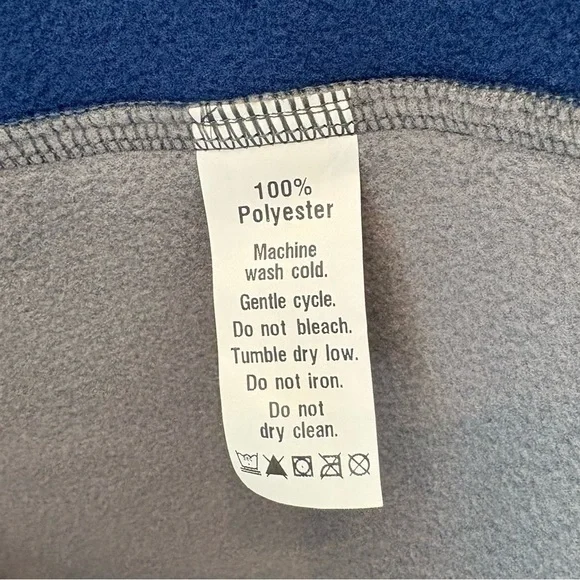 100%
Polyester
Machine
wash cold.
Gentle cycle.
Do not bleach.
Tumble dry low.
Do not iron.
Do not
dry clean.